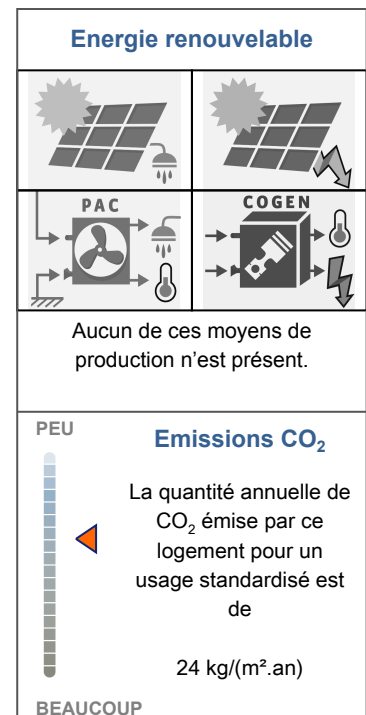 Energie renouvelable
PAC
COGEN
Aucun de ces moyens de
production n'est présent.
PEU
Emissions CO₂
La quantité annuelle de
CO₂ émise par ce
logement pour un
usage standardisé est
de
24 kg/(m².an)
BEAUCOUP